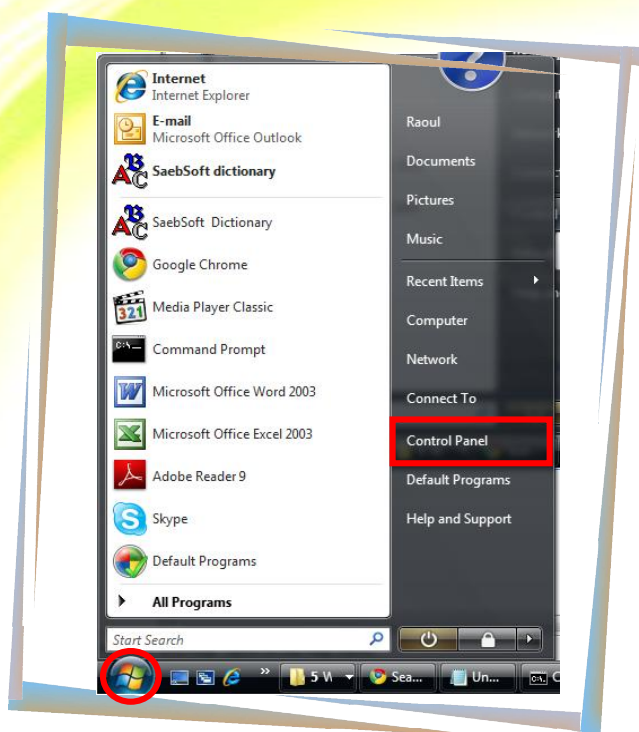 Internet
Internet Explorer
E-mail
Microsoft Office Outlook
SaebSoft dictionary
SaebSoft Dictionary
Google Chrome
Media Player Classic
321
Command Prompt
C:\
Microsoft Office Word 2003
Microsoft Office Excel 2003
Adobe Reader 9
Skype
Default Programs
All Programs
Start Search
Raoul
Documents
Pictures
Music
Recent Items
Computer
Network
Connect To
Control Panel
Default Programs
Help and Support
» 5 W Sea... Un... C